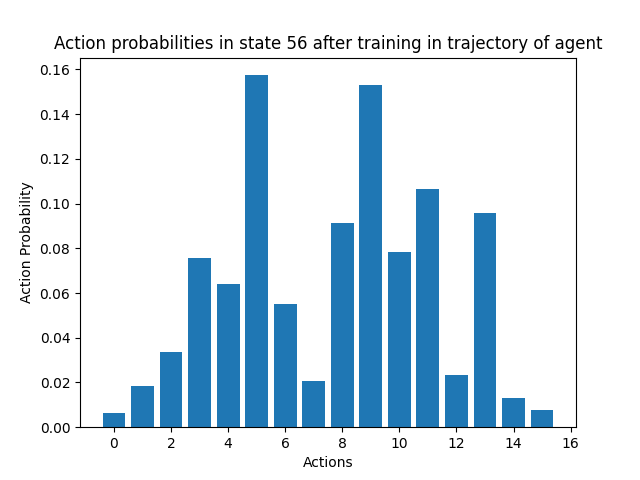 Action probabilities in state 56 after training in trajectory of agent
0.16
0.14
0.12
0.10
0.08
0.06
0.04
0.02
0.00
Action Probability
0 2 4 6 8 10 12 14 16
Actions